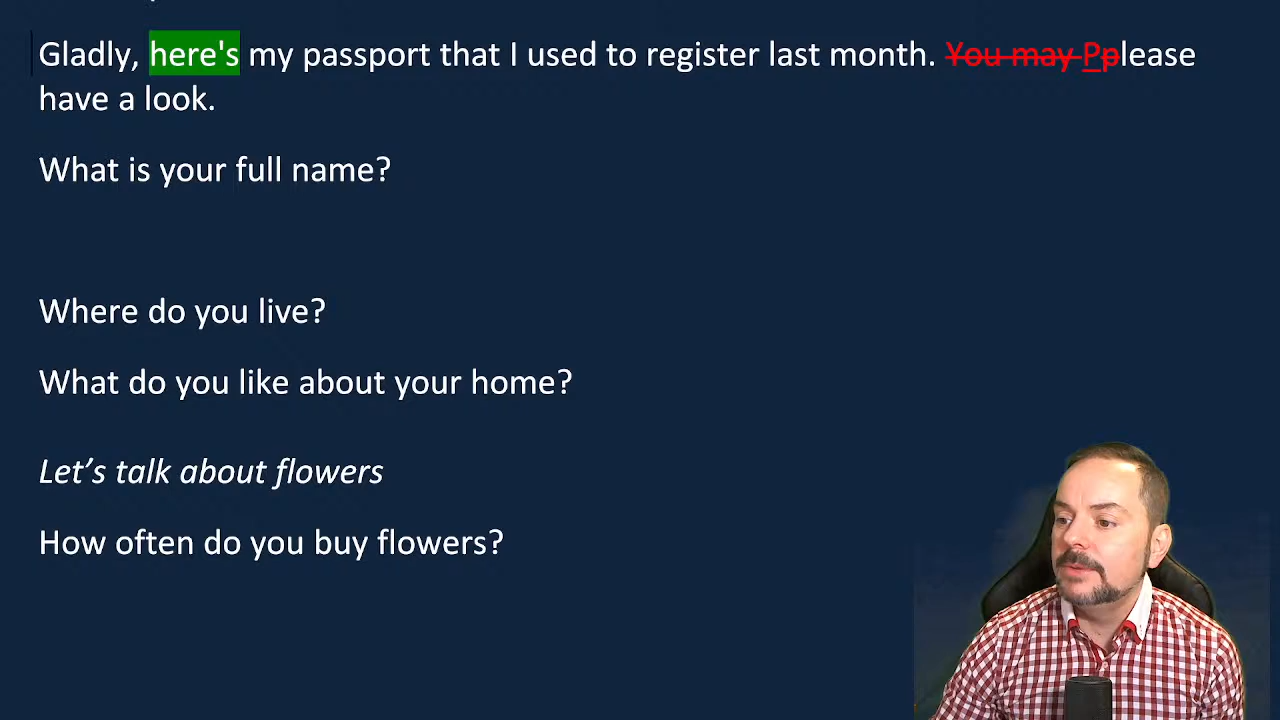 Gladly, here's my passport that I used to register last month. You may Pplease
have a look.
What is your full name?
Where do you live?
What do you like about your home?
Let’s talk about flowers
How often do you buy flowers?